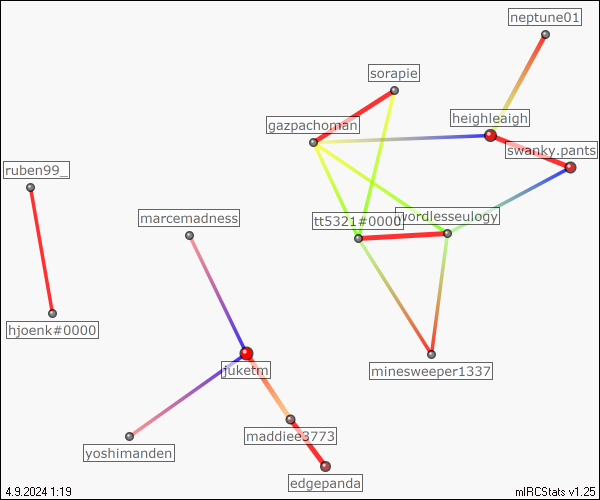 neptune01
sorapie
heighleaigh
gazpachoman
swanky.pants
ruben99_
marcemadness
tt5321#0000
wordlesseulogy
hjoenk#0000
juketm
minesweeper1337
maddiee3773
yoshimanden
edgepanda
4.9.2024 1:19
mIRCStats v1.25